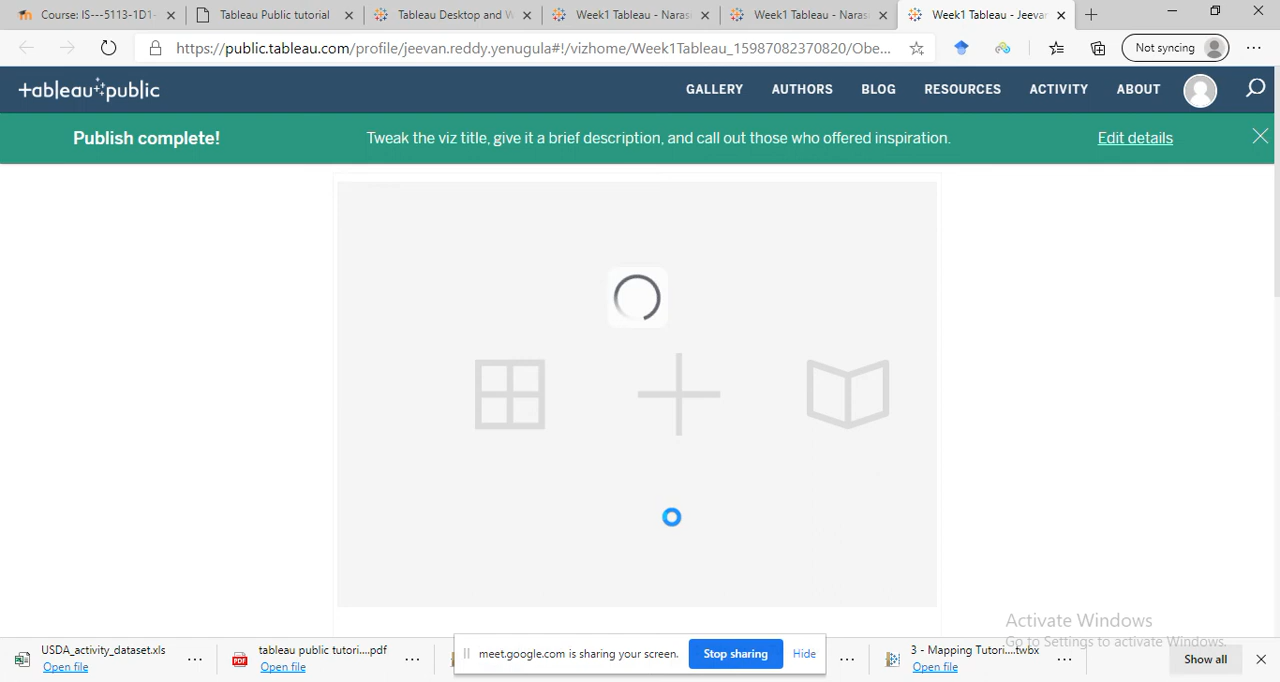 Course: IS---5113-1D1-
Tableau Public tutorial
Tableau Desktop and W
Week1 Tableau - Naras
Week1 Tableau - Naras
Week1 Tableau - Jeevan
https://public.tableau.com/profile/jeevan.reddy.yenugula#!/vizhome/Week1Tableau_15987082370820/Obe...
Not syncing
tableau public
GALLERY
AUTHORS
BLOG
RESOURCES
ACTIVITY
ABOUT
Publish complete!
Tweak the viz title, give it a brief description, and call out those who offered inspiration.
Edit details
Activate Windows
Go to Settings to activate Windows.
USDA_activity_dataset.xls
Open file
tableau public tutori....pdf
Open file
meet.google.com is sharing your screen.
Stop sharing
Hide
3 - Mapping Tutori....twbx
Open file
Show all